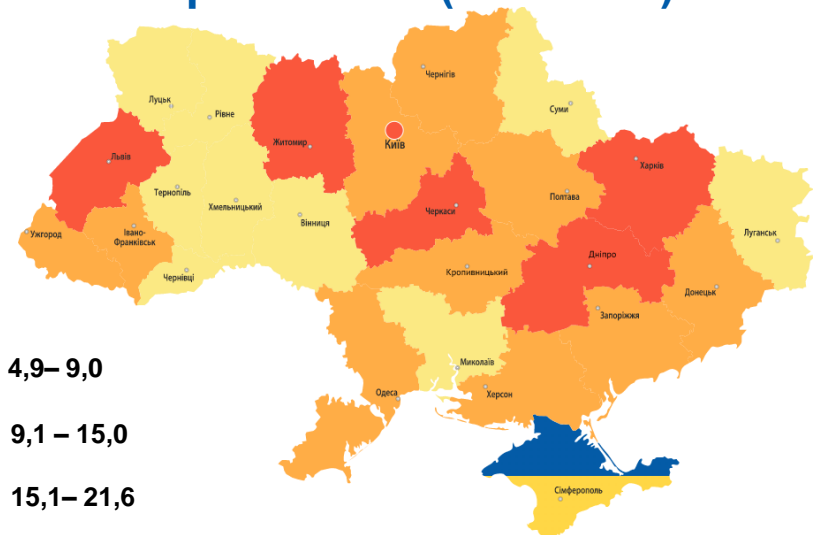 Чернігів
Луцьк
Рівне
Суми
Житомир
Київ
Львів
Харків
Тернопіль
Хмельницький
Черкаси
Полтава
Вінниця
Ужгород
Івано-
Франківськ
Луганськ
Чернівці
Кропивницький
Дніпро
Донецьк
Запоріжжя
Миколаїв
4,9– 9,0
Одеса
Херсон
9,1 – 15,0
15,1– 21,6
Сімферополь